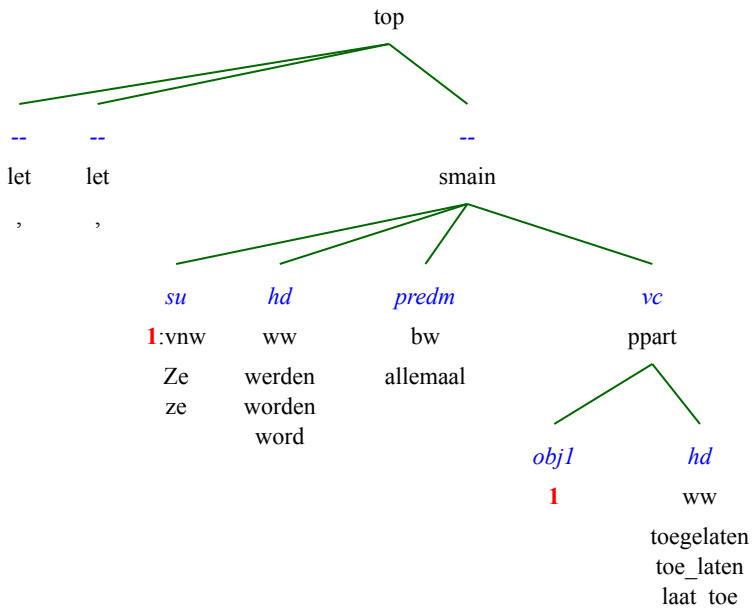 top
-- -- --
let let smain
, ,
su hd predm vc
1:vnw ww bw ppart
Ze werden allemaal
ze worden
word
obj1 hd
1 ww
toegelaten
toe_laten
laat_toe